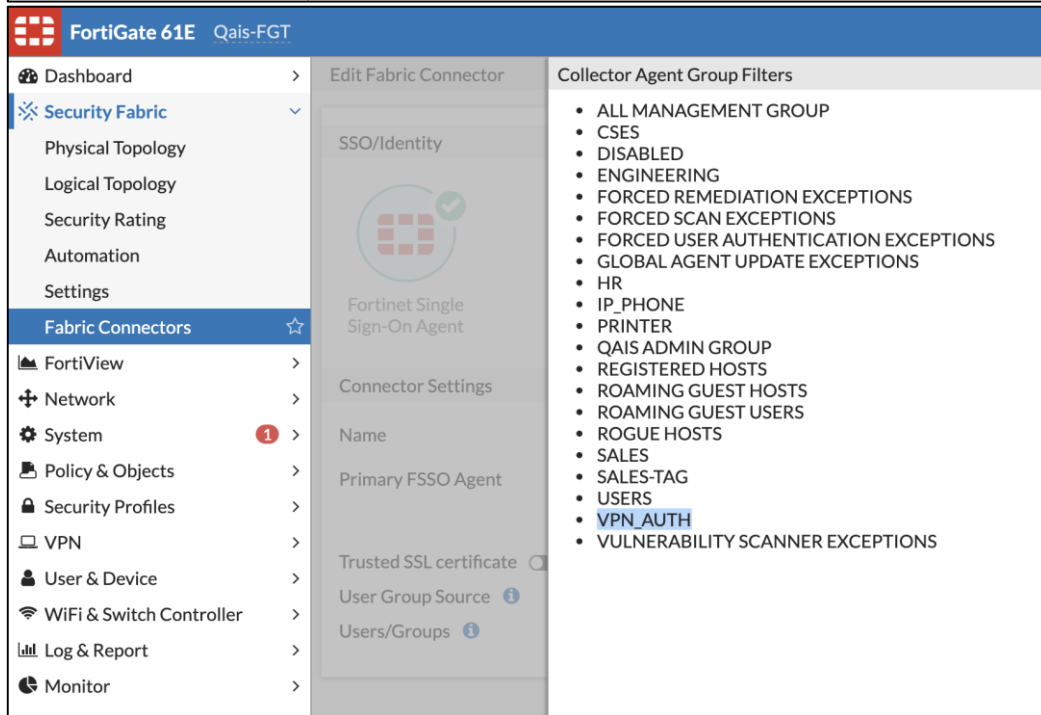 FortiGate 61E Qais-FGT
Dashboard
Security Fabric
Physical Topology
Logical Topology
Security Rating
Automation
Settings
Fabric Connectors
FortiView
Network
System 1
Policy & Objects
Security Profiles
VPN
User & Device
WiFi & Switch Controller
Log & Report
Monitor
Edit Fabric Connector
SSO/Identity
Fortinet Single
Sign-On Agent
Connector Settings
Name
Primary FSSO Agent
Trusted SSL certificate
User Group Source
Users/Groups
Collector Agent Group Filters
ALL MANAGEMENT GROUP
CSES
DISABLED
ENGINEERING
FORCED REMEDIATION EXCEPTIONS
FORCED SCAN EXCEPTIONS
FORCED USER AUTHENTICATION EXCEPTIONS
GLOBAL AGENT UPDATE EXCEPTIONS
HR
IP_PHONE
PRINTER
QAIS ADMIN GROUP
REGISTERED HOSTS
ROAMING GUEST HOSTS
ROAMING GUEST USERS
ROGUE HOSTS
SALES
SALES-TAG
USERS
VPN_AUTH
VULNERABILITY SCANNER EXCEPTIONS